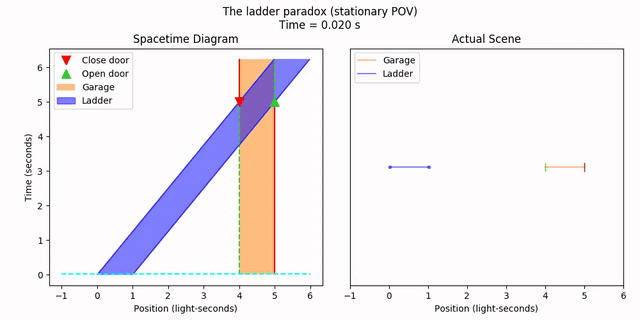 The ladder paradox (stationary POV)
Time = 0.020 s
Spacetime Diagram
Close door
Open door
Garage
Ladder
Time (seconds)
6
5
4
3
2
1
0
−1 0 1 2 3 4 5 6
Position (light-seconds)
Actual Scene
Garage
Ladder
−1 0 1 2 3 4 5 6
Position (light-seconds)